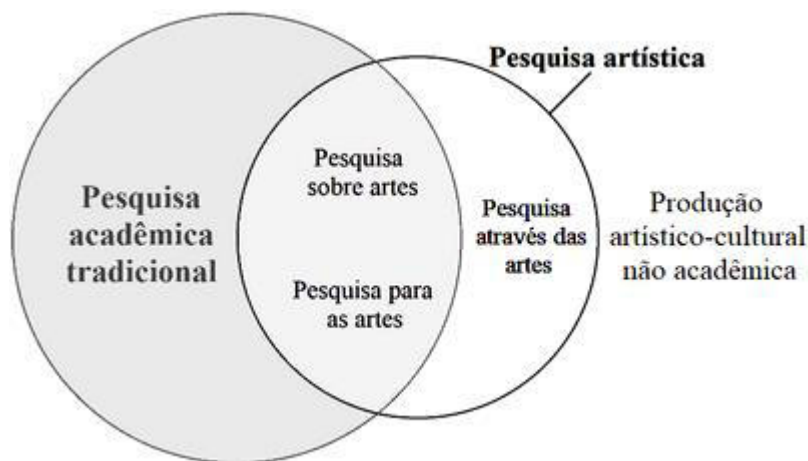 Pesquisa artística
Pesquisa
acadêmica
tradicional
Pesquisa
sobre artes
Pesquisa para
as artes
Pesquisa
através das
artes
Produção
artístico-cultural
não acadêmica